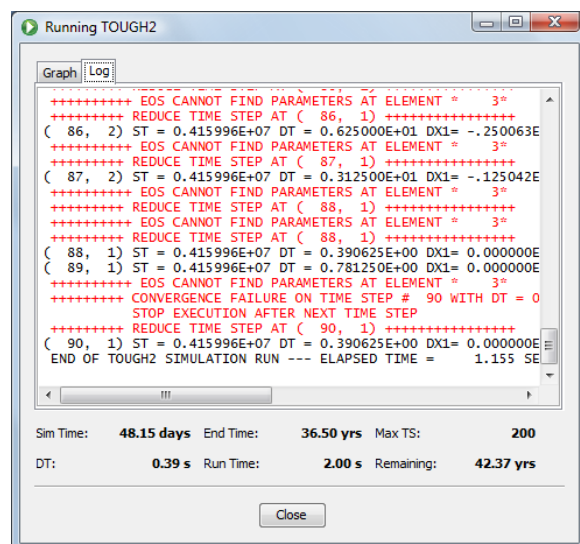 Running TOUGH2
Graph Log
++++++++++ EOS CANNOT FIND PARAMETERS AT ELEMENT *     3*
++++++++++ REDUCE TIME STEP AT (  86,  1) ++++++++++++++++
(  86,  2) ST = 0.415996E+07 DT = 0.625000E+01 DX1= -.250063E
++++++++++ EOS CANNOT FIND PARAMETERS AT ELEMENT *     3*
++++++++++ REDUCE TIME STEP AT (  87,  1) ++++++++++++++++
(  87,  2) ST = 0.415996E+07 DT = 0.312500E+01 DX1= -.125042E
++++++++++ EOS CANNOT FIND PARAMETERS AT ELEMENT *     3*
++++++++++ REDUCE TIME STEP AT (  88,  1) ++++++++++++++++
++++++++++ EOS CANNOT FIND PARAMETERS AT ELEMENT *     3*
++++++++++ REDUCE TIME STEP AT (  88,  1) ++++++++++++++++
(  88,  1) ST = 0.415996E+07 DT = 0.390625E+00 DX1= 0.000000E
(  89,  1) ST = 0.415996E+07 DT = 0.781250E+00 DX1= 0.000000E
++++++++++ EOS CANNOT FIND PARAMETERS AT ELEMENT *     3*
+++++++++ CONVERGENCE FAILURE ON TIME STEP #  90 WITH DT = 0
STOP EXECUTION AFTER NEXT TIME STEP
+++++++++ REDUCE TIME STEP AT (  90,  1) ++++++++++++++++
(  90,  1) ST = 0.415996E+07 DT = 0.390625E+00 DX1= 0.000000E
END OF TOUGH2 SIMULATION RUN --- ELAPSED TIME =     1.155 SE
Sim Time: 48.15 days End Time: 36.50 yrs Max TS: 200
DT: 0.39 s Run Time: 2.00 s Remaining: 42.37 yrs
Close